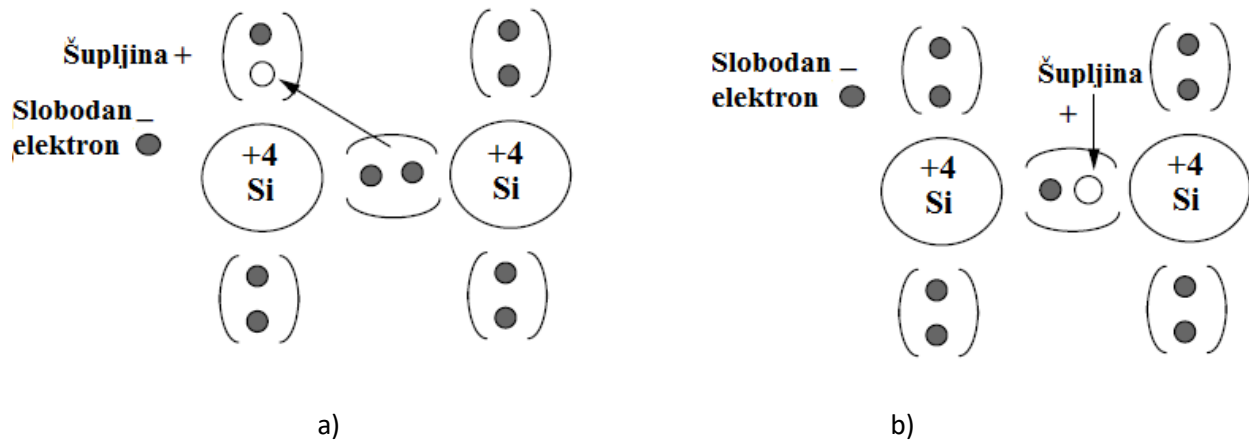 Šupljina +
Slobodan –
elektron
+4
Si
+4
Si
a)
Slobodan –
elektron
Šupljina
+
+4
Si
+4
Si
b)